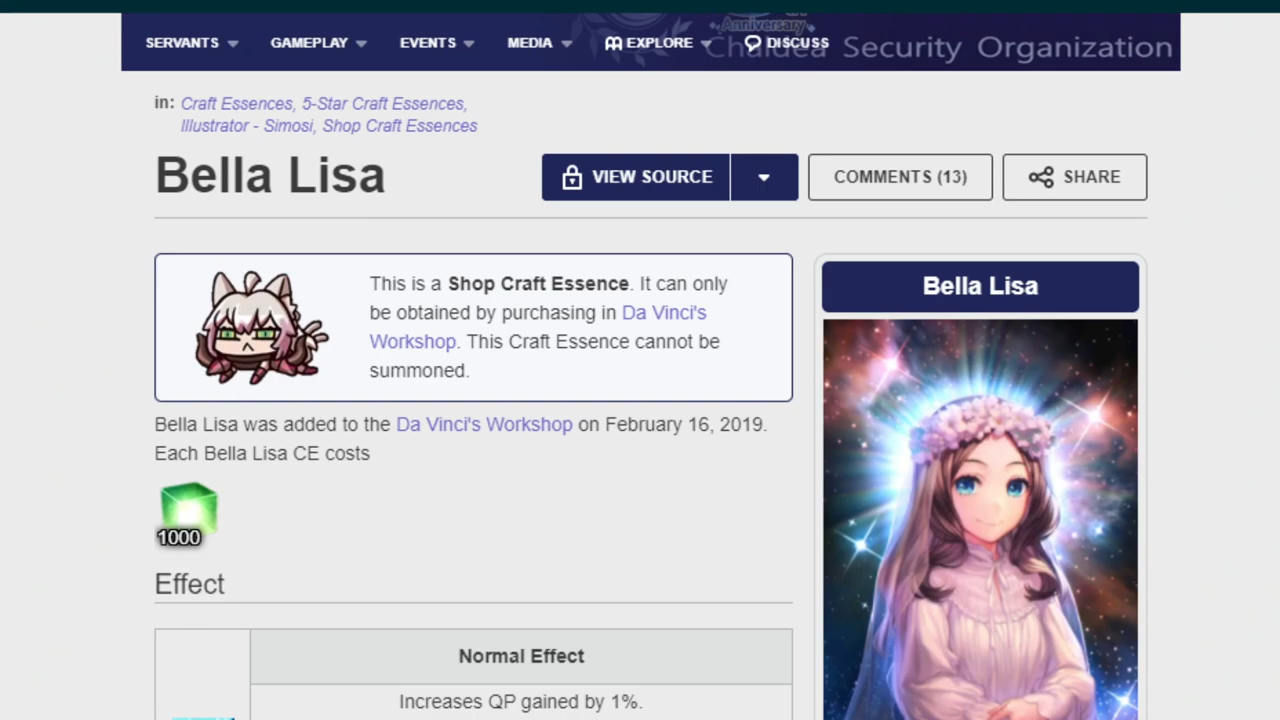 Anniversary
SERVANTS GAMEPLAY EVENTS MEDIA EXPLORE DISCUSS
Chaldea Security Organization
in: Craft Essences, 5-Star Craft Essences,
Illustrator - Simosi, Shop Craft Essences
Bella Lisa
VIEW SOURCE
COMMENTS (13)
SHARE
This is a Shop Craft Essence. It can only
be obtained by purchasing in Da Vinci's
Workshop. This Craft Essence cannot be
summoned.
Bella Lisa was added to the Da Vinci's Workshop on February 16, 2019.
Each Bella Lisa CE costs
1000
Effect
Normal Effect
Increases QP gained by 1%.
Bella Lisa